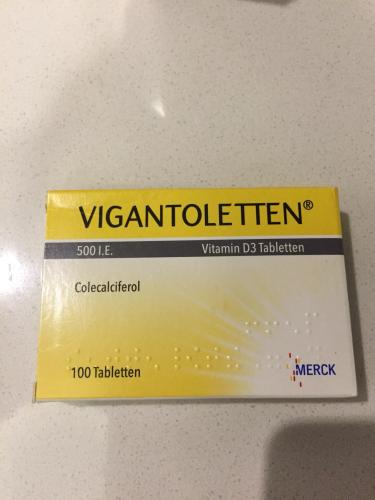 VIGANTOLETTEN®
500 I.E. Vitamin D3 Tabletten
Colecalciferol
100 Tabletten
MERCK